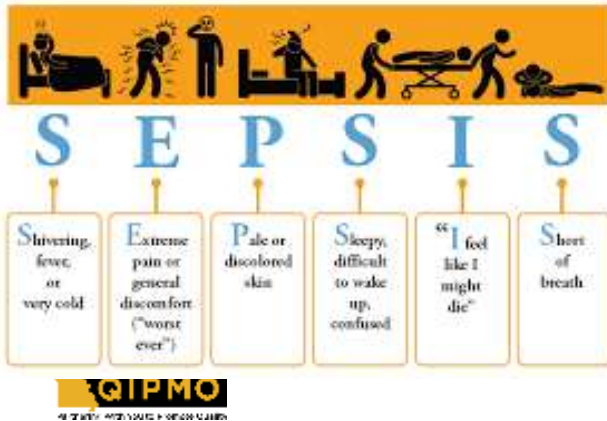 S E P S I S
Shivering,
fever,
or
very cold
Extreme
pain or
general
discomfort
("worst
ever")
Pale or
discolored
skin
Sleepy,
difficult
to wake
up,
confused
"I feel
like I
might
die"
Short
of
breath
QIPMO